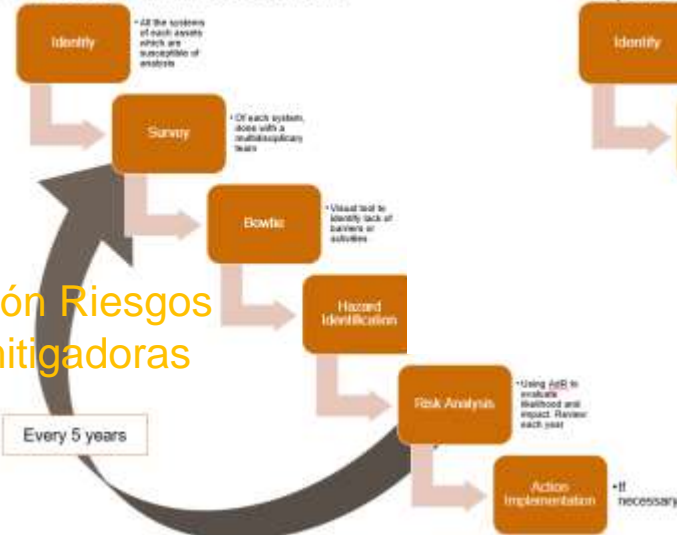 Identify
• All the systems
of each assets
which are
susceptible of
analysis
Identify
Survey
• Of each system,
done with a
multidisciplinary
team
Bowtie
• Visual tool to
identify lack of
barriers or
activities
ón Riesgos
nitigadoras
Hazard
Identification
Risk Analysis
• Using AdR to
evaluate
likelihood and
impact. Review
each year
Every 5 years
Action
Implementation
• If
necessary